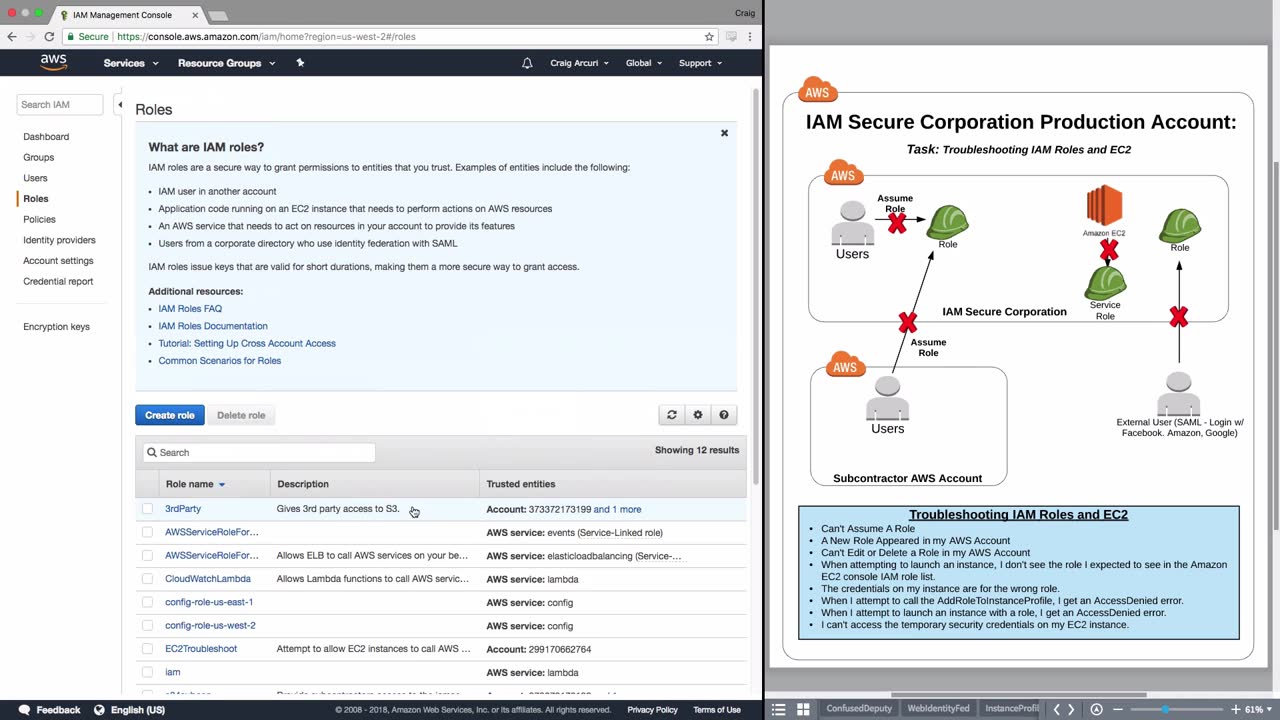 IAM Management Console
Craig
Secure
https://console.aws.amazon.com/iam/home?region=us-west-2#/roles
aws
Services
Resource Groups
Craig Arcuri
Global
Support
Search IAM
Dashboard
Groups
Users
Roles
Policies
Identity providers
Account settings
Credential report
Encryption keys
Roles
What are IAM roles?
IAM roles are a secure way to grant permissions to entities that you trust. Examples of entities include the following:
• IAM user in another account
• Application code running on an EC2 instance that needs to perform actions on AWS resources
• An AWS service that needs to act on resources in your account to provide its features
• Users from a corporate directory who use identity federation with SAML
IAM roles issue keys that are valid for short durations, making them a more secure way to grant access.
Additional resources:
• IAM Roles FAQ
• IAM Roles Documentation
• Tutorial: Setting Up Cross Account Access
• Common Scenarios for Roles
Create role
Delete role
Search
Showing 12 results
Role name
Description
Trusted entities
3rdParty
Gives 3rd party access to S3.
Account: 373372173199 and 1 more
AWSServiceRoleFor...
AWS service: events (Service-Linked role)
AWSServiceRoleFor...
Allows ELB to call AWS services on your be...
AWS service: elasticloadbalancing (Service-...
CloudWatchLambda
Allows Lambda functions to call AWS servic...
AWS service: lambda
config-role-us-east-1
AWS service: config
config-role-us-west-2
AWS service: config
EC2Troubleshoot
Attempt to allow EC2 instances to call AWS ...
Account: 299170662764
iam
AWS service: lambda
Feedback
English (US)
© 2008 - 2018, Amazon Web Services, Inc. or its affiliates. All rights reserved.
Privacy Policy
Terms of Use
AWS
IAM Secure Corporation Production Account:
Task: Troubleshooting IAM Roles and EC2
AWS
Users
Assume
Role
Role
Amazon EC2
Service
Role
Role
IAM Secure Corporation
Assume
Role
AWS
Users
Subcontractor AWS Account
External User (SAML - Login w/
Facebook. Amazon, Google)
Troubleshooting IAM Roles and EC2
• Can't Assume A Role
• A New Role Appeared in my AWS Account
• Can't Edit or Delete a Role in my AWS Account
• When attempting to launch an instance, I don't see the role I expected to see in the Amazon
EC2 console IAM role list.
• The credentials on my instance are for the wrong role.
• When I attempt to call the AddRoleToInstanceProfile, I get an AccessDenied error.
• When I attempt to launch an instance with a role, I get an AccessDenied error.
• I can't access the temporary security credentials on my EC2 instance.
ConfusedDeputy
WebIdentityFed
InstanceProfi
61%